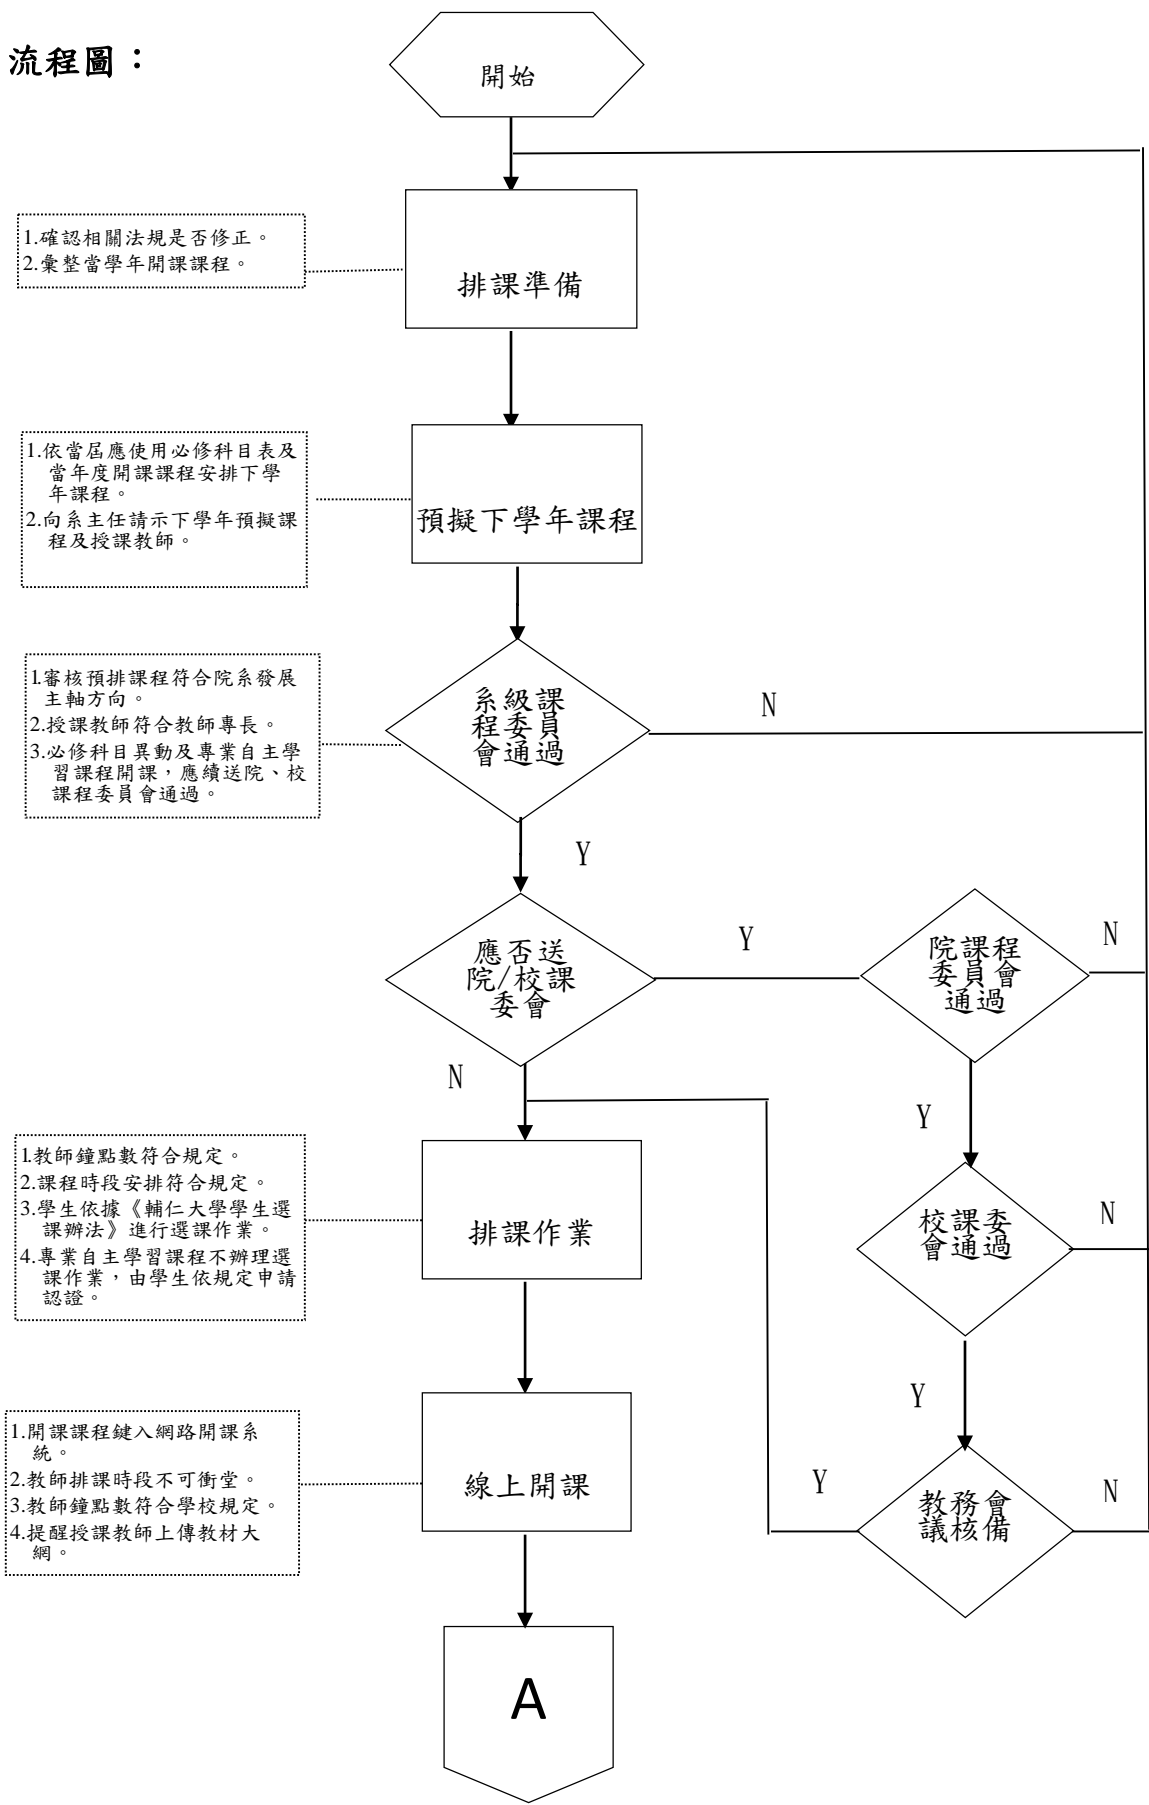 流程圖：
開始
1.確認相關法規是否修正。
2.彙整當學年開課課程。
排課準備
1.依當屆應使用必修科目表及
當年度開課課程安排下學
年課程。
2.向系主任請示下學年預擬課
程及授課教師。
預擬下學年課程
1.審核預排課程符合院系發展
主軸方向。
2.授課教師符合教師專長。
3.必修科目異動及專業自主學
習課程開課，應續送院、校
課程委員會通過。
系級課
程委員
會通過
N
Y
應否送
院/校課
委會
Y
院課程
委員會
通過
N
N
Y
1.教師鐘點數符合規定。
2.課程時段安排符合規定。
3.學生依據《輔仁大學學生選
課辦法》進行選課作業。
4.專業自主學習課程不辦理選
課作業，由學生依規定申請
認證。
排課作業
校課委
會通過
N
Y
1.開課課程鍵入網路開課系
統。
2.教師排課時段不可衝堂。
3.教師鐘點數符合學校規定。
4.提醒授課教師上傳教材大
網。
線上開課
Y
教務會
議核備
N
A